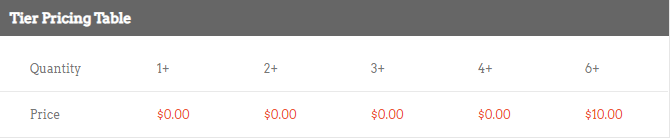 Tier Pricing Table
Quantity 1+ 2+ 3+ 4+ 6+
Price $0.00 $0.00 $0.00 $0.00 $10.00